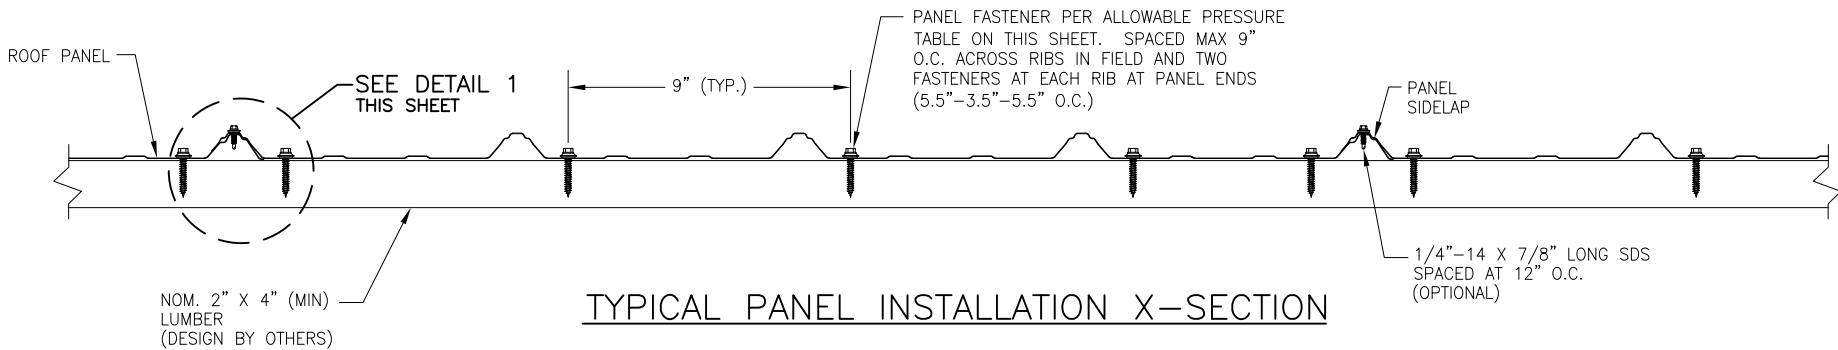 ROOF PANEL
SEE DETAIL 1
THIS SHEET
9" (TYP.)
PANEL FASTENER PER ALLOWABLE PRESSURE
TABLE ON THIS SHEET. SPACED MAX 9"
O.C. ACROSS RIBS IN FIELD AND TWO
FASTENERS AT EACH RIB AT PANEL ENDS
(5.5"-3.5"-5.5" O.C.)
PANEL
SIDELAP
NOM. 2" X 4" (MIN)
LUMBER
(DESIGN BY OTHERS)
1/4"-14 X 7/8" LONG SDS
SPACED AT 12" O.C.
(OPTIONAL)
TYPICAL PANEL INSTALLATION X-SECTION